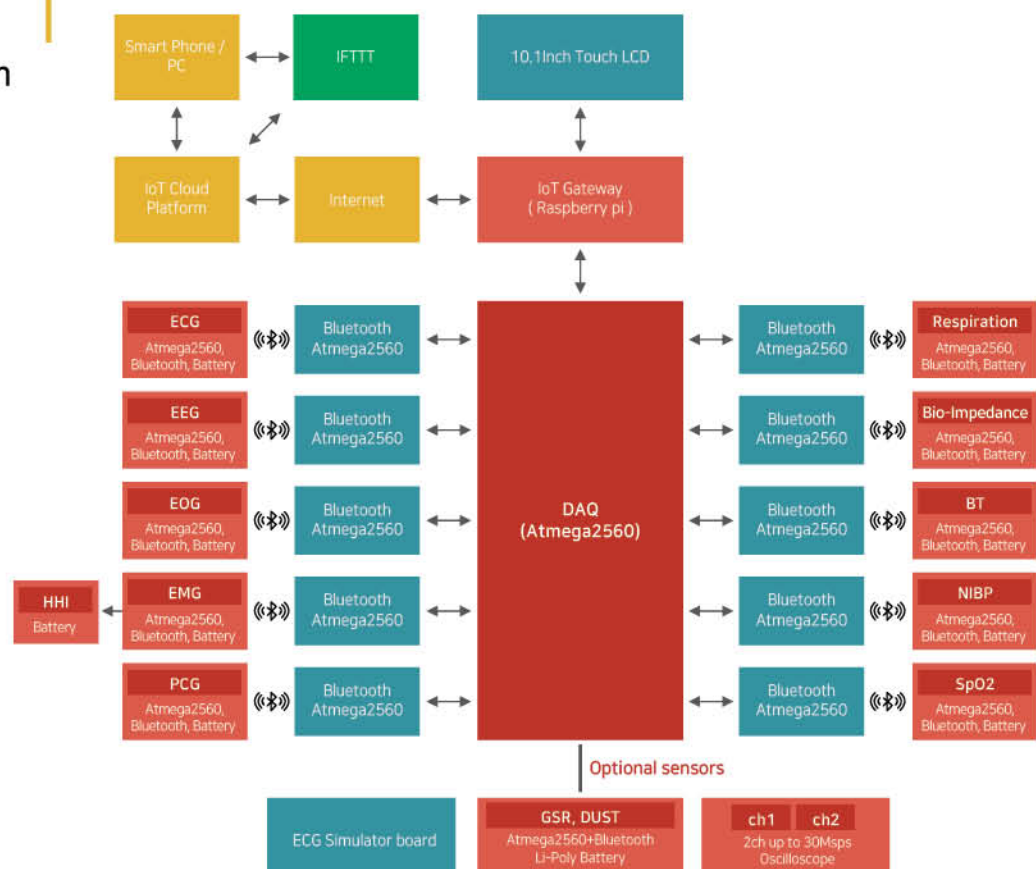 Smart Phone /
PC
IFTTT
10.1Inch Touch LCD
IoT Cloud
Platform
Internet
IoT Gateway
( Raspberry pi )
ECG
Atmega2560,
Bluetooth, Battery
Bluetooth
Atmega2560
EEG
Atmega2560,
Bluetooth, Battery
Bluetooth
Atmega2560
EOG
Atmega2560,
Bluetooth, Battery
Bluetooth
Atmega2560
HHI
Battery
EMG
Atmega2560,
Bluetooth, Battery
Bluetooth
Atmega2560
PCG
Atmega2560,
Bluetooth, Battery
Bluetooth
Atmega2560
DAQ
(Atmega2560)
Bluetooth
Atmega2560
Respiration
Atmega2560,
Bluetooth, Battery
Bluetooth
Atmega2560
Bio-Impedance
Atmega2560,
Bluetooth, Battery
Bluetooth
Atmega2560
BT
Atmega2560,
Bluetooth, Battery
Bluetooth
Atmega2560
NIBP
Atmega2560,
Bluetooth, Battery
Bluetooth
Atmega2560
SpO2
Atmega2560,
Bluetooth, Battery
Optional sensors
ECG Simulator board
GSR, DUST
Atmega2560+Bluetooth
Li-Poly Battery
ch1 ch2
2ch up to 30Msps
Oscilloscope